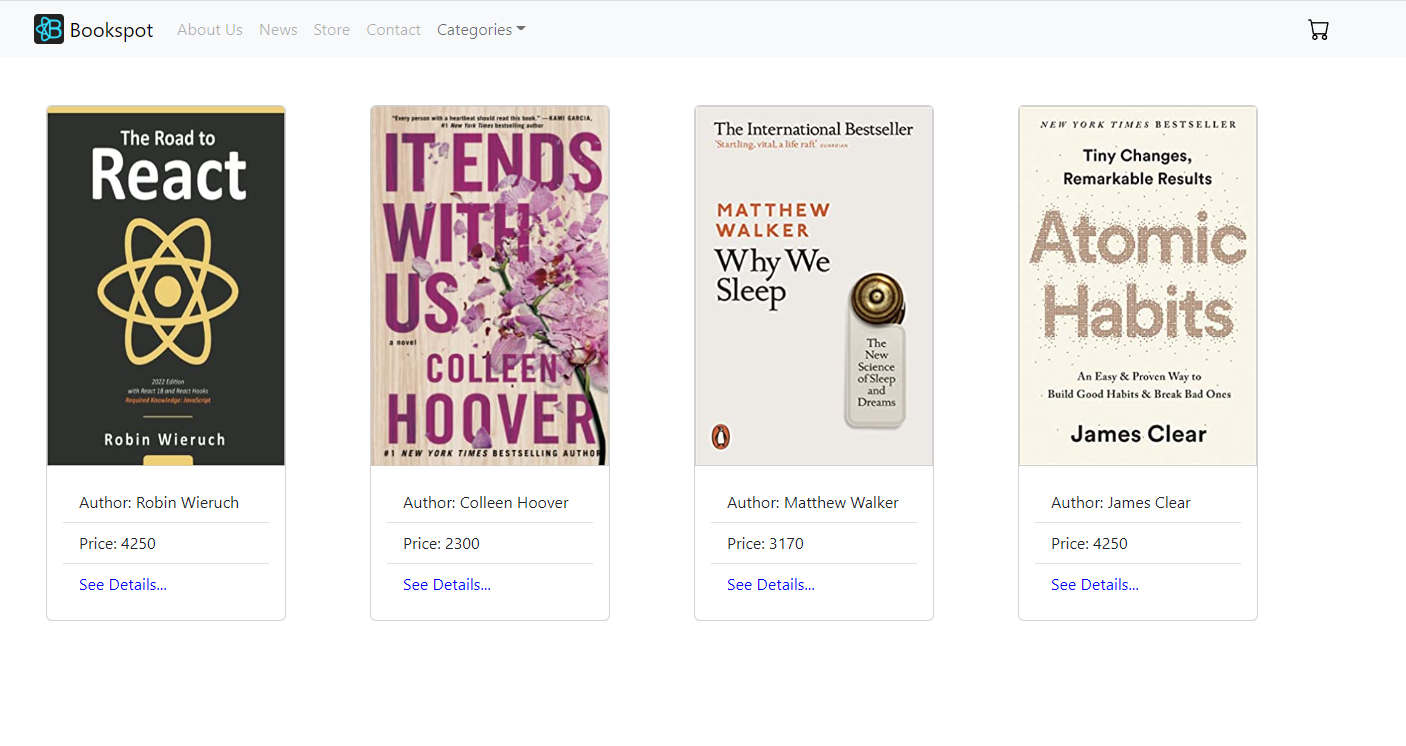 Bookspot About Us News Store Contact Categories
The Road to
React
2022 Edition
with React 18 and React Hooks
Required Knowledge: JavaScript
Robin Wieruch
Author: Robin Wieruch
Price: 4250
See Details...
"Every person with a heartbeat should read this book." —KAMI GARCIA,
#1 New York Times bestselling author
IT ENDS
WITH
US
a novel
COLLEEN
HOOVER
#1 NEW YORK TIMES BESTSELLING AUTHOR
Author: Colleen Hoover
Price: 2300
See Details...
The International Bestseller
'Startling, vital, a life raft' GUARDIAN
MATTHEW
WALKER
Why We
Sleep
The
New
Science
of Sleep
and
Dreams
Author: Matthew Walker
Price: 3170
See Details...
NEW YORK TIMES BESTSELLER
Tiny Changes,
Remarkable Results
Atomic
Habits
An Easy & Proven Way to
Build Good Habits & Break Bad Ones
James Clear
Author: James Clear
Price: 4250
See Details...